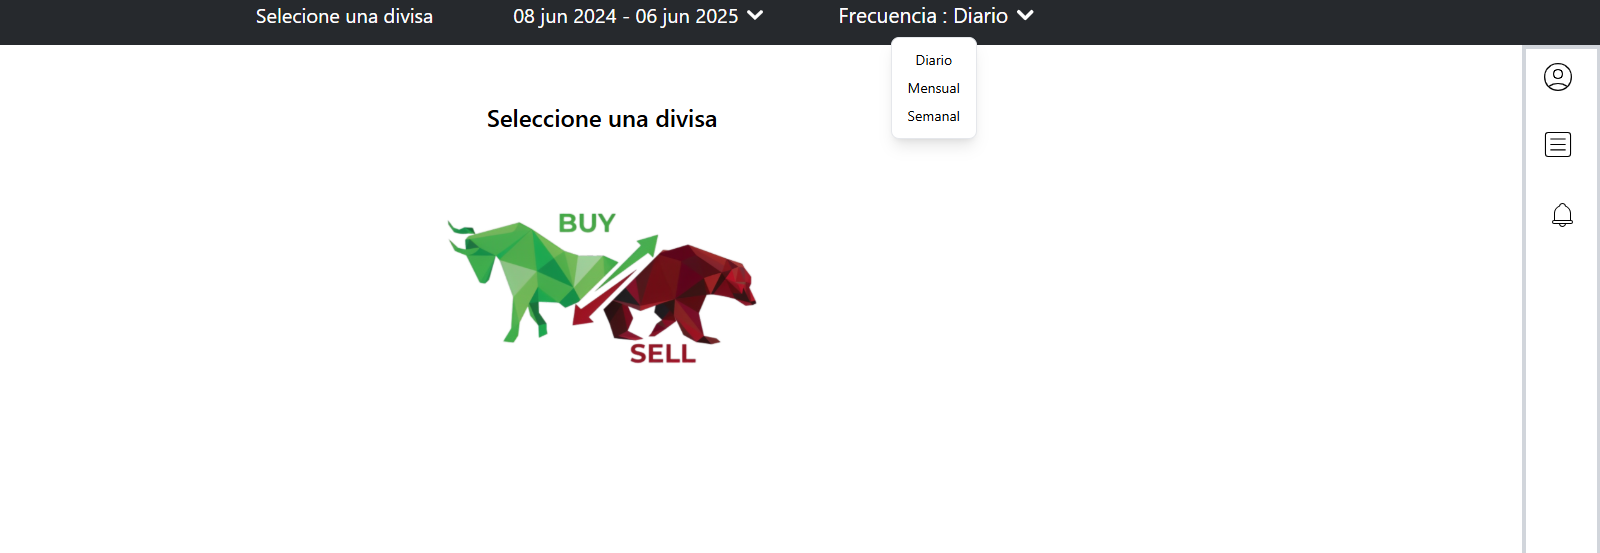 Selecione una divisa
08 jun 2024 - 06 jun 2025
Frecuencia : Diario
Diario
Mensual
Semanal
Seleccione una divisa
BUY
SELL